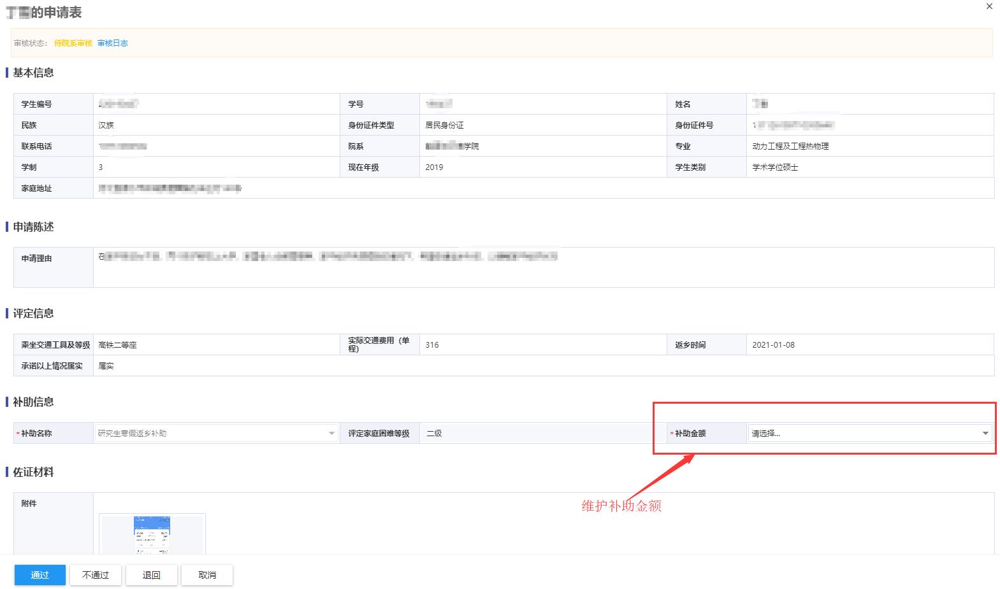 的申请表
审核状态： 待院系审核 审核日志
基本信息
学生编号 学号 姓名
民族 汉族 身份证件类型 居民身份证 身份证件号 1
联系电话 院系 学院 专业 动力工程及工程热物理
学制 3 现在年级 2019 学生类别 学术学位硕士
家庭地址
申请陈述
申请理由 在
评定信息
乘坐交通工具及等级 高铁二等座 实际交通费用（单程） 316 返乡时间 2021-01-08
承诺以上情况属实 属实
补助信息
*补助名称 研究生寒假返乡补助 评定家庭困难等级 二级 *补助金额 请选择...
佐证材料
维护补助金额
附件
通过 不通过 退回 取消